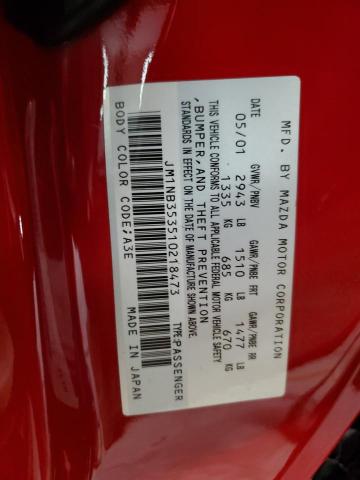 MFD. BY MAZDA MOTOR CORPORATION
DATE GVWR/PNBV GAWR/PNBE FRT GAWR/PNBE RR
05/01 2943 LB 1510 LB 1477 LB
1335 KG 685 KG 670 KG
THIS VEHICLE CONFORMS TO ALL APPLICABLE FEDERAL MOTOR VEHICLE SAFETY
,BUMPER,AND THEFT PREVENTION
STANDARDS IN EFFECT ON THE DATE OF MANUFACTURE SHOWN ABOVE.
JM1NB353510218473 TYPE:PASSENGER
BODY COLOR CODE;A3E MADE IN JAPAN